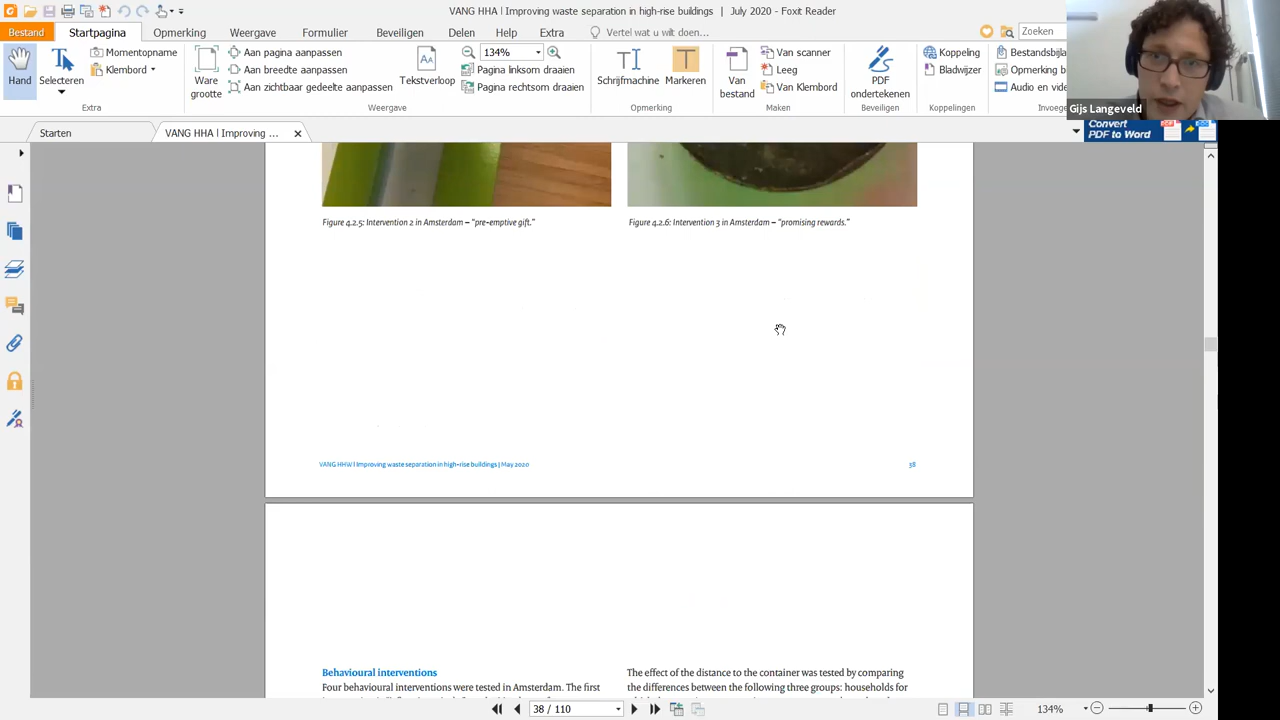 VANG HHA | Improving waste separation in high-rise buildings | July 2020 - Foxit Reader
Bestand Startpagina Opmerking Weergave Formulier Beveiligen Delen Help Extra Vertel wat u wilt doen... Zoeken
Hand
Selecteren
Momentopname
Klembord
Extra
Ware grootte
Aan pagina aanpassen
Aan breedte aanpassen
Aan zichtbare gedeelte aanpassen
Tekstverloop
134%
Pagina linksom draaien
Pagina rechtsom draaien
Weergave
Schrijfmachine
Markeren
Opmerking
Van bestand
Van scanner
Leeg
Van Klembord
Maken
PDF ondertekenen
Beveiligen
Koppeling
Bladwijzer
Koppelingen
Bestandsbijla
Opmerking b
Audio en vide
Invoege
Gijs Langeveld
Starten
VANG HHA | Improving ...
Convert
PDF to Word
Figure 4.2.5: Intervention 2 in Amsterdam – “pre-emptive gift.”
Figure 4.2.6: Intervention 3 in Amsterdam – “promising rewards.”
VANG HHW | Improving waste separation in high-rise buildings | May 2020
38
Behavioural interventions
Four behavioural interventions were tested in Amsterdam. The first
The effect of the distance to the container was tested by comparing
the differences between the following three groups: households for
38 / 110
134%